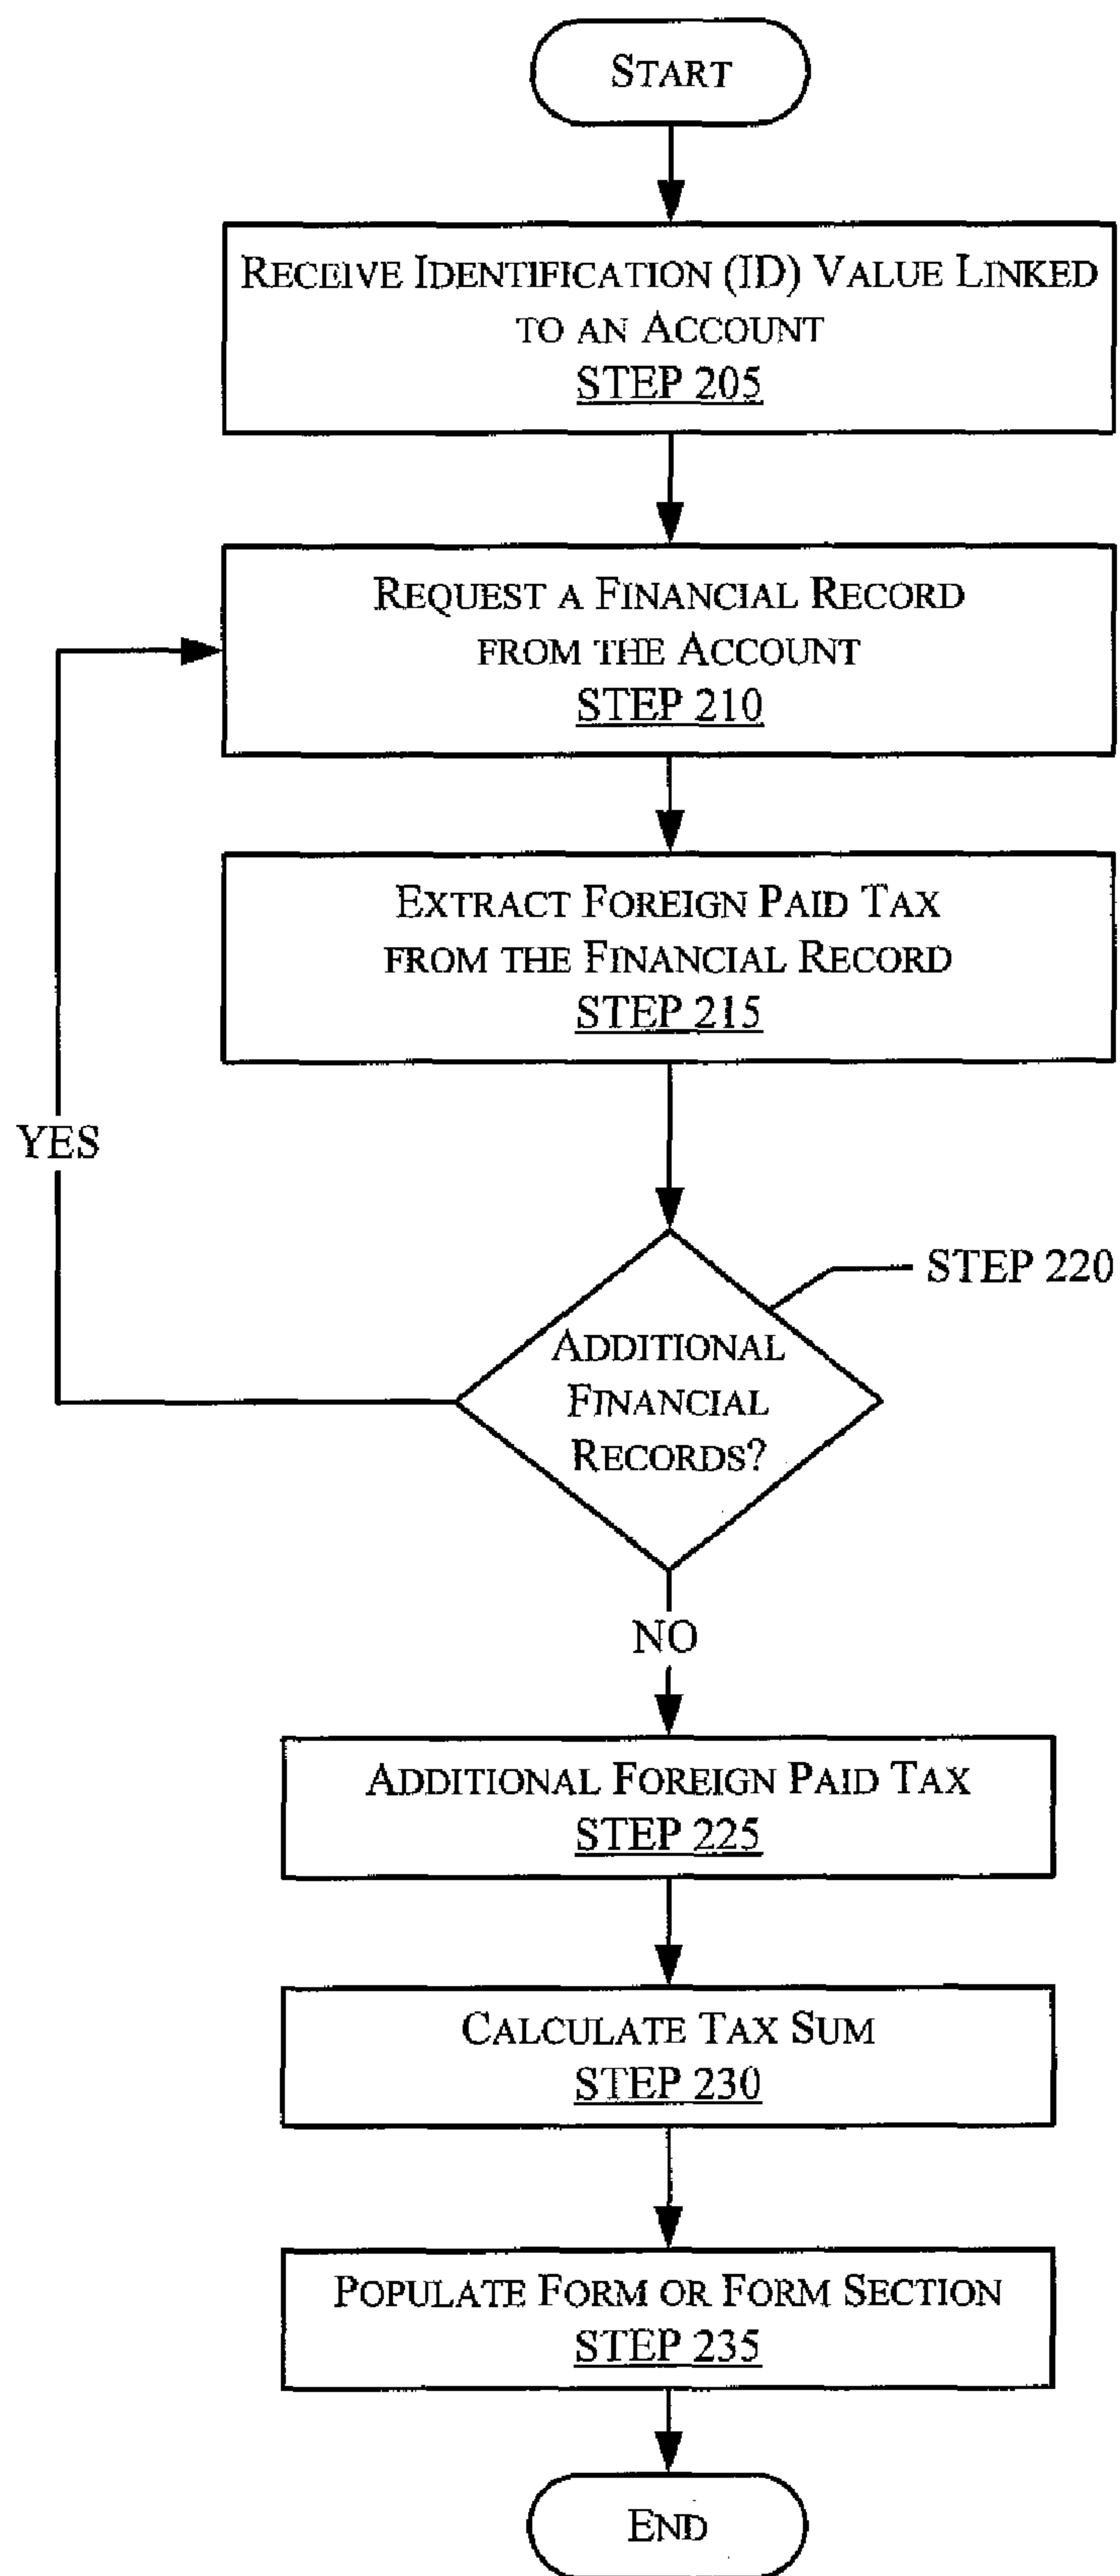 START
RECEIVE IDENTIFICATION (ID) VALUE LINKED
TO AN ACCOUNT
STEP 205
REQUEST A FINANCIAL RECORD
FROM THE ACCOUNT
STEP 210
EXTRACT FOREIGN PAID TAX
FROM THE FINANCIAL RECORD
STEP 215
YES
STEP 220
ADDITIONAL
FINANCIAL
RECORDS?
NO
ADDITIONAL FOREIGN PAID TAX
STEP 225
CALCULATE TAX SUM
STEP 230
POPULATE FORM OR FORM SECTION
STEP 235
END